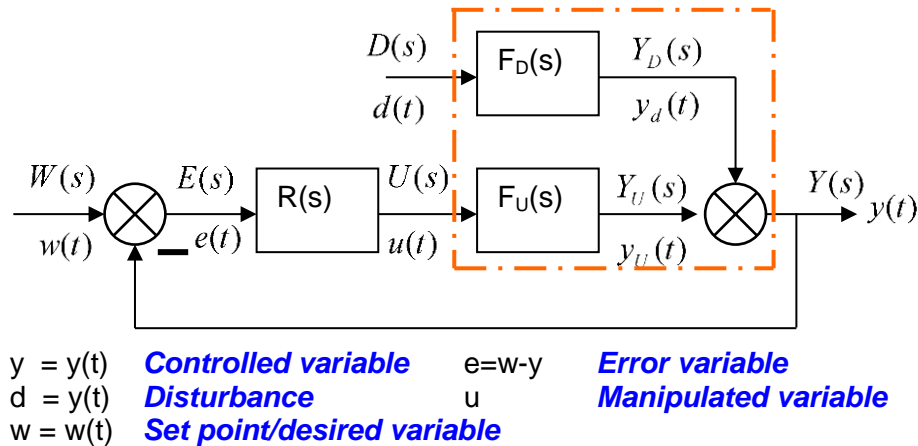 D(s)
F_D(s)
Y_D(s)
d(t)
y_d(t)
W(s)
E(s)
R(s)
U(s)
F_U(s)
Y_U(s)
Y(s)
y(t)
w(t)
−
e(t)
u(t)
y_U(t)
y = y(t) Controlled variable e=w-y Error variable
d = y(t) Disturbance u Manipulated variable
w = w(t) Set point/desired variable